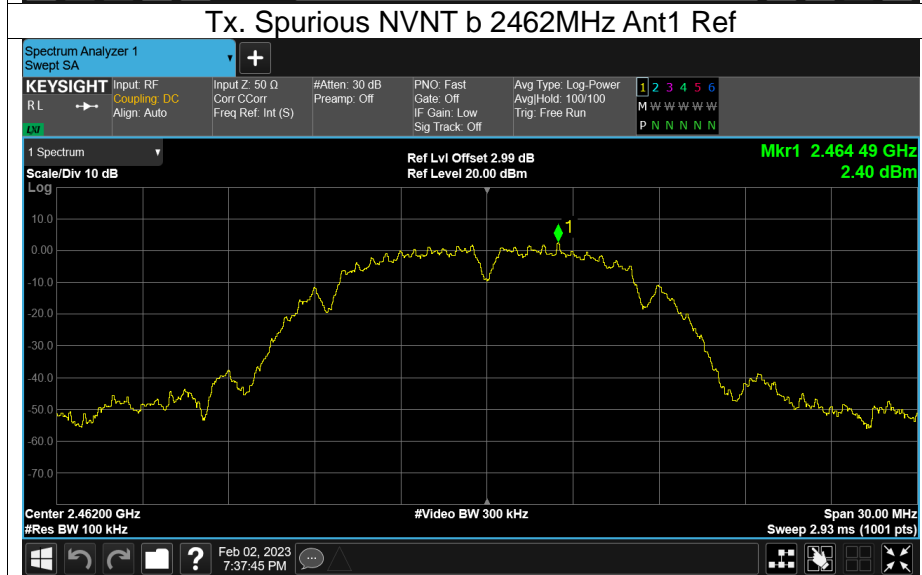 Tx. Spurious NVNT b 2462MHz Ant1 Ref
Spectrum Analyzer 1
Swept SA
+
KEYSIGHT
R L
LXI
Input: RF
Coupling: DC
Align: Auto
Input Z: 50 Ω
Corr CCorr
Freq Ref: Int (S)
#Atten: 30 dB
Preamp: Off
PNO: Fast
Gate: Off
IF Gain: Low
Sig Track: Off
Avg Type: Log-Power
Avg|Hold: 100/100
Trig: Free Run
1 2 3 4 5 6
M W W W W W
P N N N N N
1 Spectrum
Scale/Div 10 dB
Ref Lvl Offset 2.99 dB
Ref Level 20.00 dBm
Mkr1 2.464 49 GHz
2.40 dBm
Log
10.0
0.00
-10.0
-20.0
-30.0
-40.0
-50.0
-60.0
-70.0
1
Center 2.46200 GHz
#Res BW 100 kHz
#Video BW 300 kHz
Span 30.00 MHz
Sweep 2.93 ms (1001 pts)
?
Feb 02, 2023
7:37:45 PM